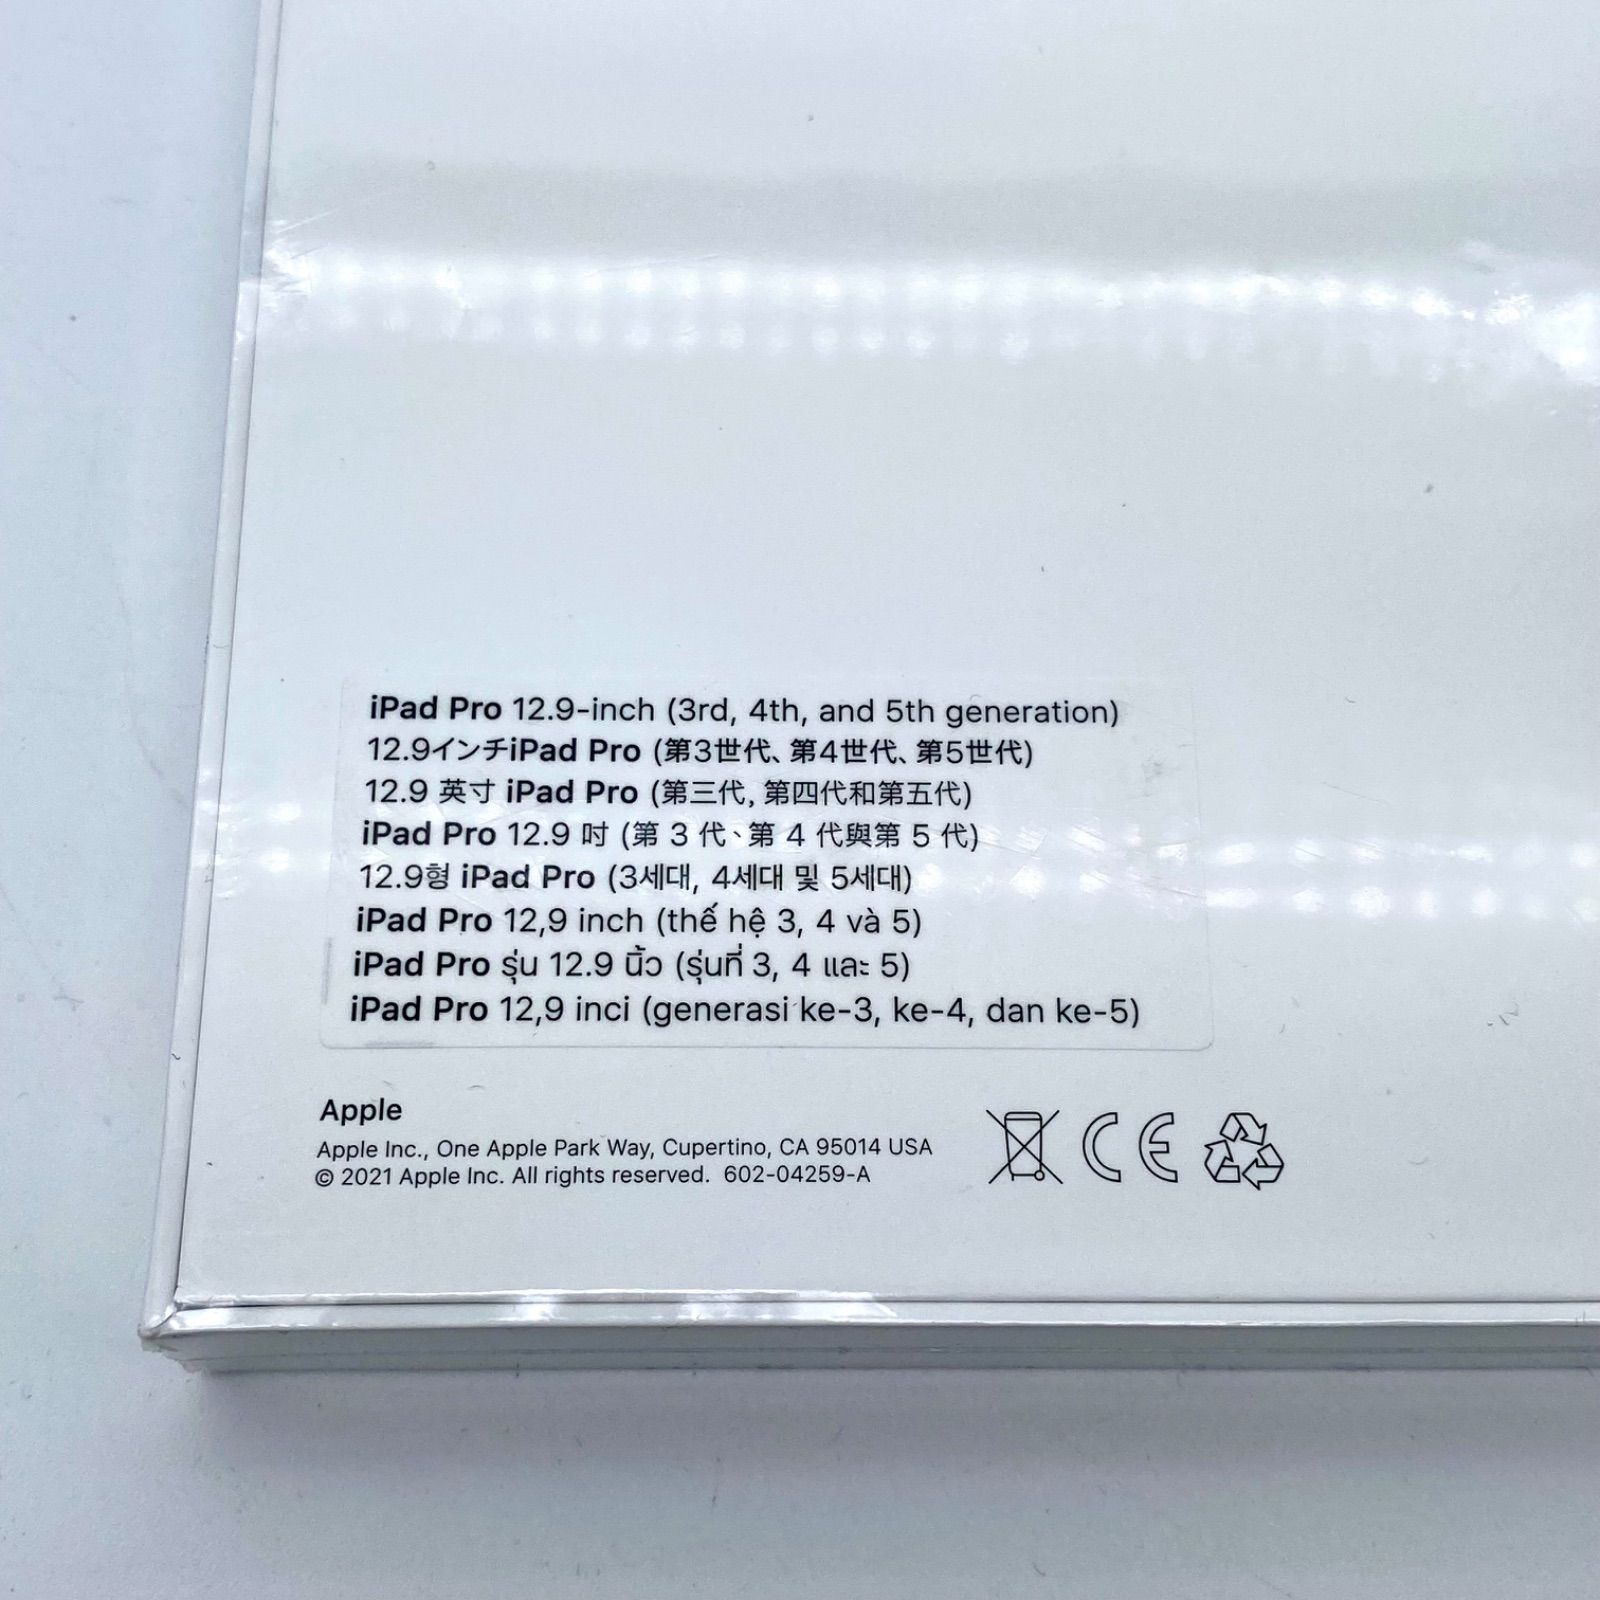 iPad Pro 12.9-inch (3rd, 4th, and 5th generation)
12.9インチiPad Pro (第3世代、第4世代、第5世代)
12.9 英寸 iPad Pro (第三代, 第四代和第五代)
iPad Pro 12.9 吋 (第 3 代、第 4 代與第 5 代)
12.9형 iPad Pro (3세대, 4세대 및 5세대)
iPad Pro 12,9 inch (thế hệ 3, 4 và 5)
iPad Pro รุ่น 12.9 นิ้ว (รุ่นที่ 3, 4 และ 5)
iPad Pro 12,9 inci (generasi ke-3, ke-4, dan ke-5)
Apple
Apple Inc., One Apple Park Way, Cupertino, CA 95014 USA
© 2021 Apple Inc. All rights reserved. 602-04259-A
CE